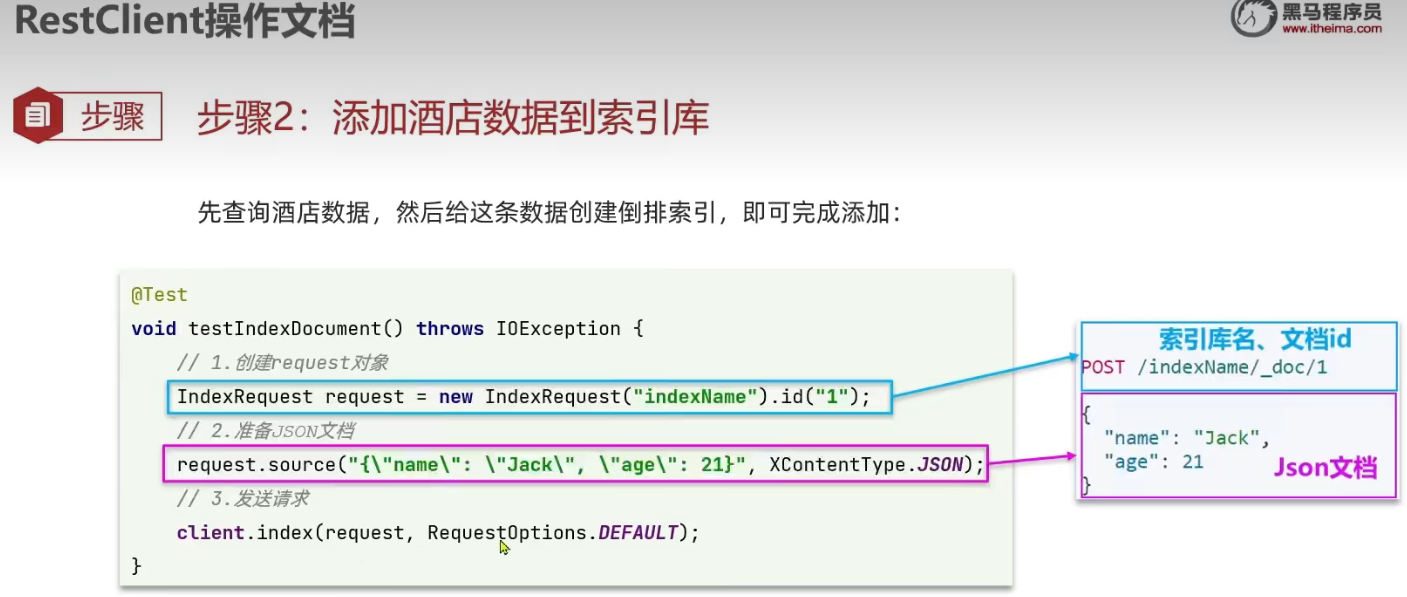 RestClient操作文档
黑马程序员
www.itheima.com
步骤
步骤2：添加酒店数据到索引库
先查询酒店数据，然后给这条数据创建倒排索引，即可完成添加：
@Test
void testIndexDocument() throws IOException {
// 1.创建request对象
IndexRequest request = new IndexRequest("indexName").id("1");
// 2.准备JSON文档
request.source("{\"name\": \"Jack\", \"age\": 21}", XContentType.JSON);
// 3.发送请求
client.index(request, RequestOptions.DEFAULT);
}
索引库名、文档id
POST /indexName/_doc/1
{
"name": "Jack",
"age": 21
Json文档
}